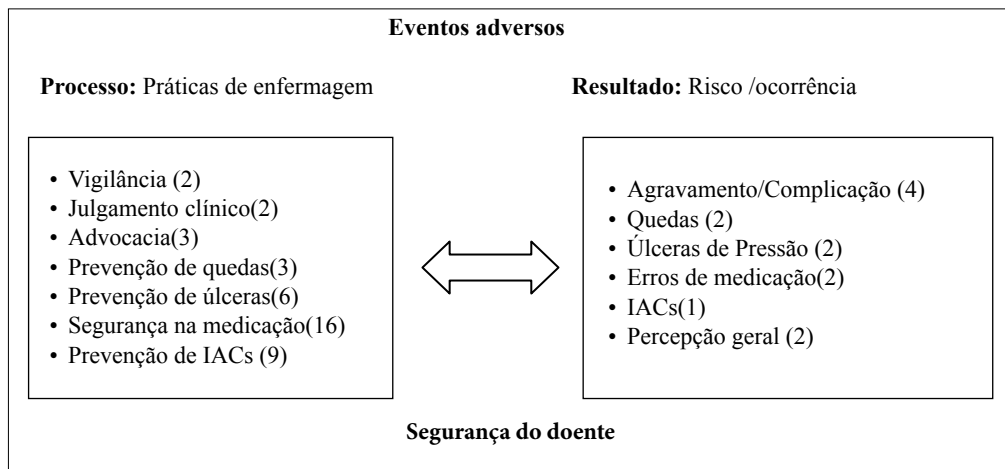 Eventos adversos
Processo: Práticas de enfermagem
Resultado: Risco /ocorrência
• Vigilância (2)
• Julgamento clínico(2)
• Advocacia(3)
• Prevenção de quedas(3)
• Prevenção de úlceras(6)
• Segurança na medicação(16)
• Prevenção de IACs (9)
• Agravamento/Complicação (4)
• Quedas (2)
• Úlceras de Pressão (2)
• Erros de medicação(2)
• IACs(1)
• Percepção geral (2)
Segurança do doente